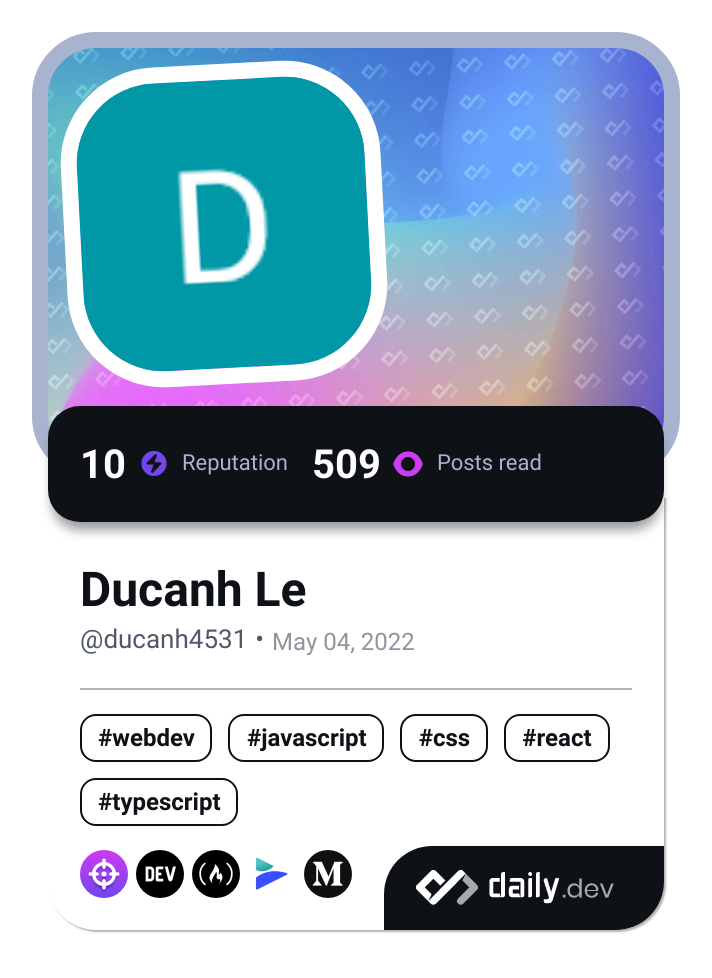 D
10 Reputation 509 Posts read
Ducanh Le
@ducanh4531 • May 04, 2022
#webdev #javascript #css #react
#typescript
DEV M daily.dev